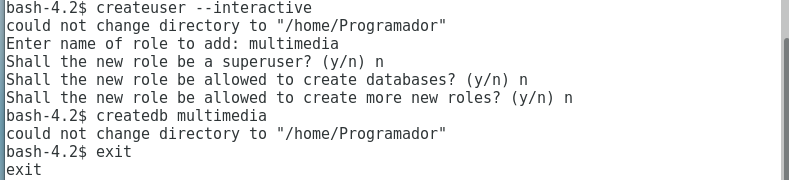 bash-4.2$ createuser --interactive
could not change directory to "/home/Programador"
Enter name of role to add: multimedia
Shall the new role be a superuser? (y/n) n
Shall the new role be allowed to create databases? (y/n) n
Shall the new role be allowed to create more new roles? (y/n) n
bash-4.2$ createdb multimedia
could not change directory to "/home/Programador"
bash-4.2$ exit
exit